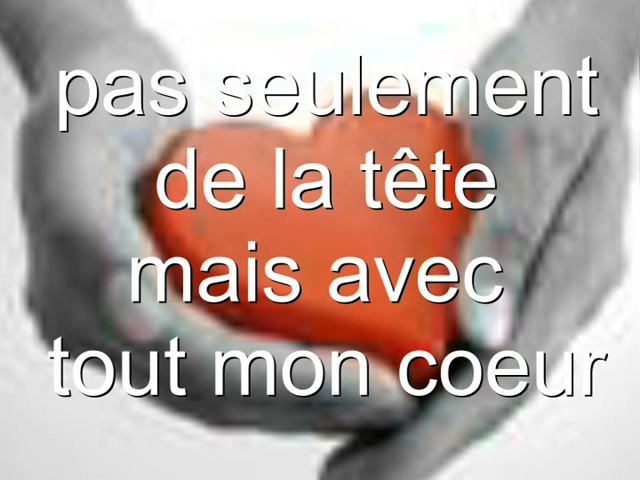 pas seulement
de la tête
mais avec
tout mon coeur